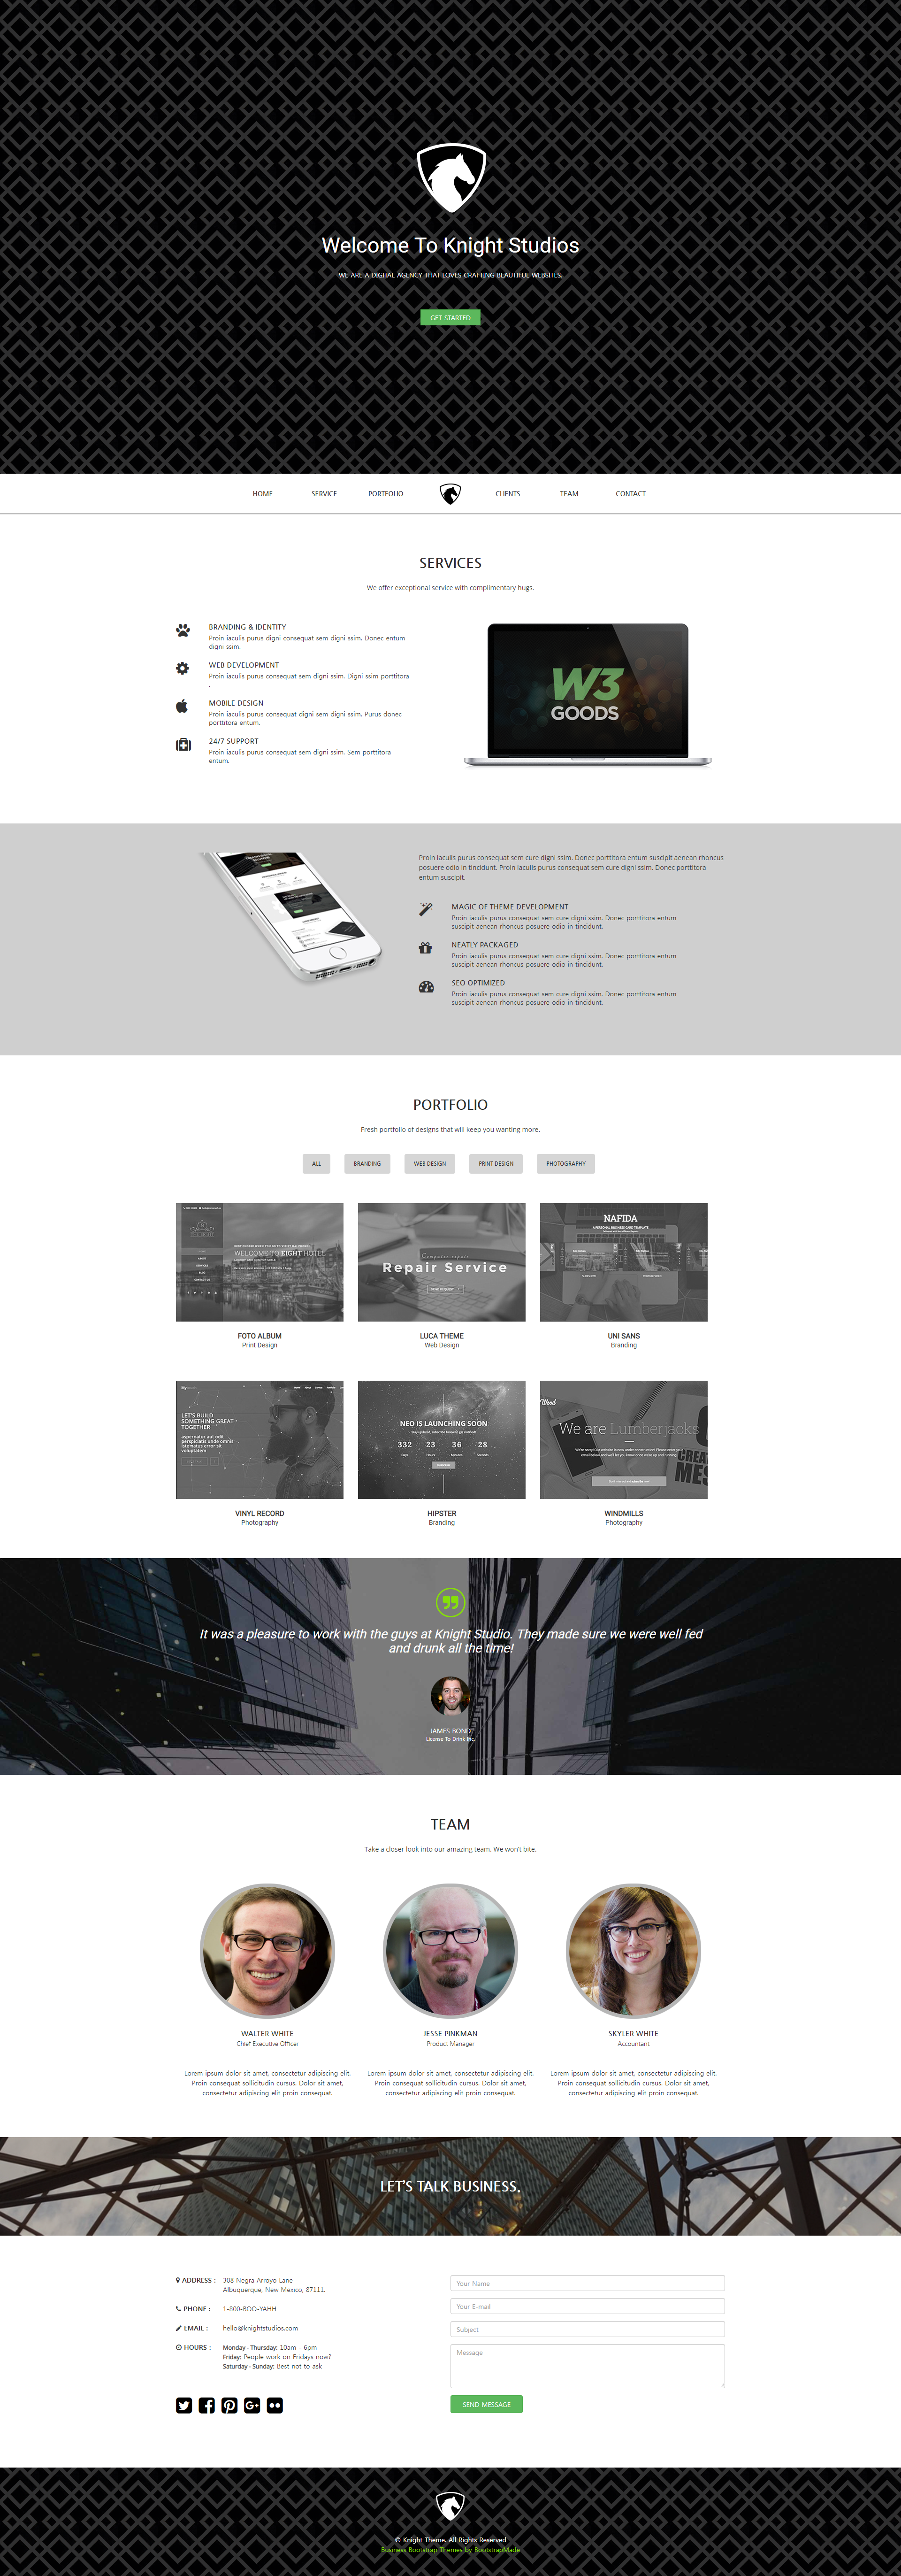 Welcome To Knight Studios
WE ARE A DIGITAL AGENCY THAT LOVES CRAFTING BEAUTIFUL WEBSITES.
GET STARTED
HOME SERVICE PORTFOLIO CLIENTS TEAM CONTACT
SERVICES
We offer exceptional service with complimentary hugs.
BRANDING & IDENTITY
Proin iaculis purus digni consequat sem digni ssim. Donec entum
digni ssim.
WEB DEVELOPMENT
Proin iaculis purus consequat sem digni ssim. Digni ssim porttitora
.
MOBILE DESIGN
Proin iaculis purus consequat digni sem digni ssim. Purus donec
porttitora entum.
24/7 SUPPORT
Proin iaculis purus consequat sem digni ssim. Sem porttitora
entum.
W3
GOODS
Proin iaculis purus consequat sem cure digni ssim. Donec porttitora entum suscipit aenean rhoncus
posuere odio in tincidunt. Proin iaculis purus consequat sem cure digni ssim. Donec porttitora
entum suscipit.
MAGIC OF THEME DEVELOPMENT
Proin iaculis purus consequat sem cure digni ssim. Donec porttitora entum
suscipit aenean rhoncus posuere odio in tincidunt.
NEATLY PACKAGED
Proin iaculis purus consequat sem cure digni ssim. Donec porttitora entum
suscipit aenean rhoncus posuere odio in tincidunt.
SEO OPTIMIZED
Proin iaculis purus consequat sem cure digni ssim. Donec porttitora entum
suscipit aenean rhoncus posuere odio in tincidunt.
PORTFOLIO
Fresh portfolio of designs that will keep you wanting more.
ALL BRANDING WEB DESIGN PRINT DESIGN PHOTOGRAPHY
WELCOME TO KIGHT HOTEL
Computer repair
Repair Service
NAFIDA
A PERSONAL BUSINESS CARD TEMPLATE
FOTO ALBUM
Print Design
LUCA THEME
Web Design
UNI SANS
Branding
LET'S BUILD
SOMETHING GREAT
TOGETHER
aspernatur aut odit
perspiciatis unde omnis
istematus error sit
voluptatem
NEO IS LAUNCHING SOON
332 23 36 28
Days Hours Minutes Seconds
Wood
We are Lumberjacks
VINYL RECORD
Photography
HIPSTER
Branding
WINDMILLS
Photography
It was a pleasure to work with the guys at Knight Studio. They made sure we were well fed
and drunk all the time!
JAMES BOND
License To Drink Inc.
TEAM
Take a closer look into our amazing team. We won't bite.
WALTER WHITE
Chief Executive Officer
Lorem ipsum dolor sit amet, consectetur adipiscing elit.
Proin consequat sollicitudin cursus. Dolor sit amet,
consectetur adipiscing elit proin consequat.
JESSE PINKMAN
Product Manager
Lorem ipsum dolor sit amet, consectetur adipiscing elit.
Proin consequat sollicitudin cursus. Dolor sit amet,
consectetur adipiscing elit proin consequat.
SKYLER WHITE
Accountant
Lorem ipsum dolor sit amet, consectetur adipiscing elit.
Proin consequat sollicitudin cursus. Dolor sit amet,
consectetur adipiscing elit proin consequat.
LET'S TALK BUSINESS.
ADDRESS : 308 Negra Arroyo Lane
Albuquerque, New Mexico, 87111.
PHONE : 1-800-BOO-YAHH
EMAIL : hello@knightstudios.com
HOURS : Monday - Thursday: 10am - 6pm
Friday: People work on Fridays now?
Saturday - Sunday: Best not to ask
Your Name
Your E-mail
Subject
Message
SEND MESSAGE
© Knight Theme. All Rights Reserved
Business Bootstrap Themes by BootstrapMade